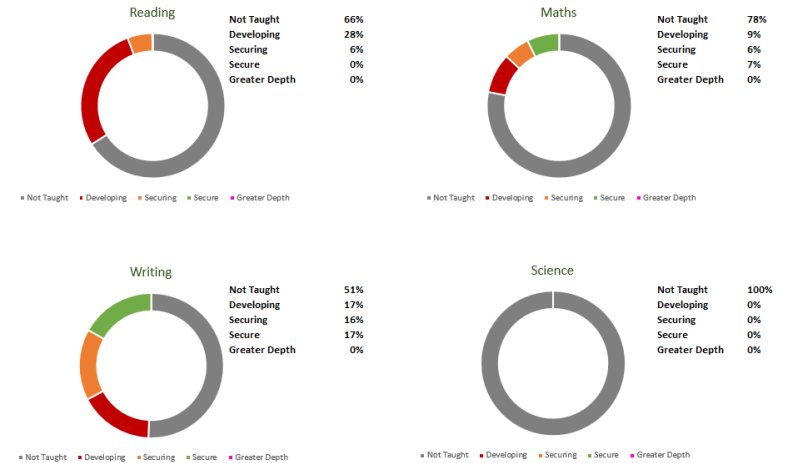 Reading
Not Taught 66%
Developing 28%
Securing 6%
Secure 0%
Greater Depth 0%
Not Taught Developing Securing Secure Greater Depth
Maths
Not Taught 78%
Developing 9%
Securing 6%
Secure 7%
Greater Depth 0%
Not Taught Developing Securing Secure Greater Depth
Writing
Not Taught 51%
Developing 17%
Securing 16%
Secure 17%
Greater Depth 0%
Not Taught Developing Securing Secure Greater Depth
Science
Not Taught 100%
Developing 0%
Securing 0%
Secure 0%
Greater Depth 0%
Not Taught Developing Securing Secure Greater Depth